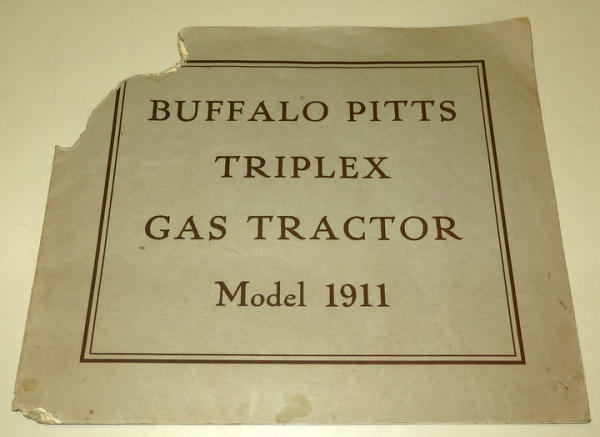 BUFFALO PITTS
TRIPLEX
GAS TRACTOR
Model 1911